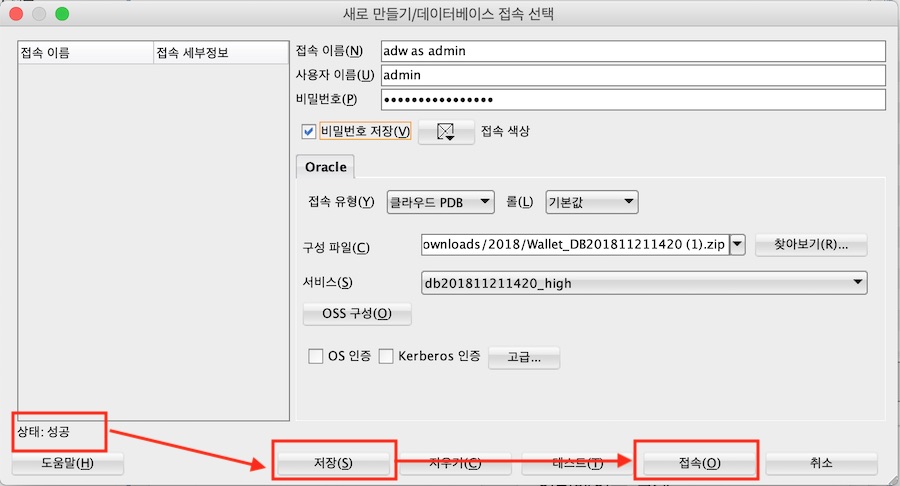 새로 만들기/데이터베이스 접속 선택
접속 이름 접속 세부정보
접속 이름(N) adw as admin
사용자 이름(U) admin
비밀번호(P) ••••••••••••••••
비밀번호 저장(V) 접속 색상
Oracle
접속 유형(Y) 클라우드 PDB 롤(L) 기본값
구성 파일(C) ownloads/2018/Wallet_DB201811211420 (1).zip 찾아보기(R)...
서비스(S) db201811211420_high
OSS 구성(O)
OS 인증 Kerberos 인증 고급...
상태: 성공
도움말(H) 저장(S) 지우기(C) 테스트(T) 접속(O) 취소